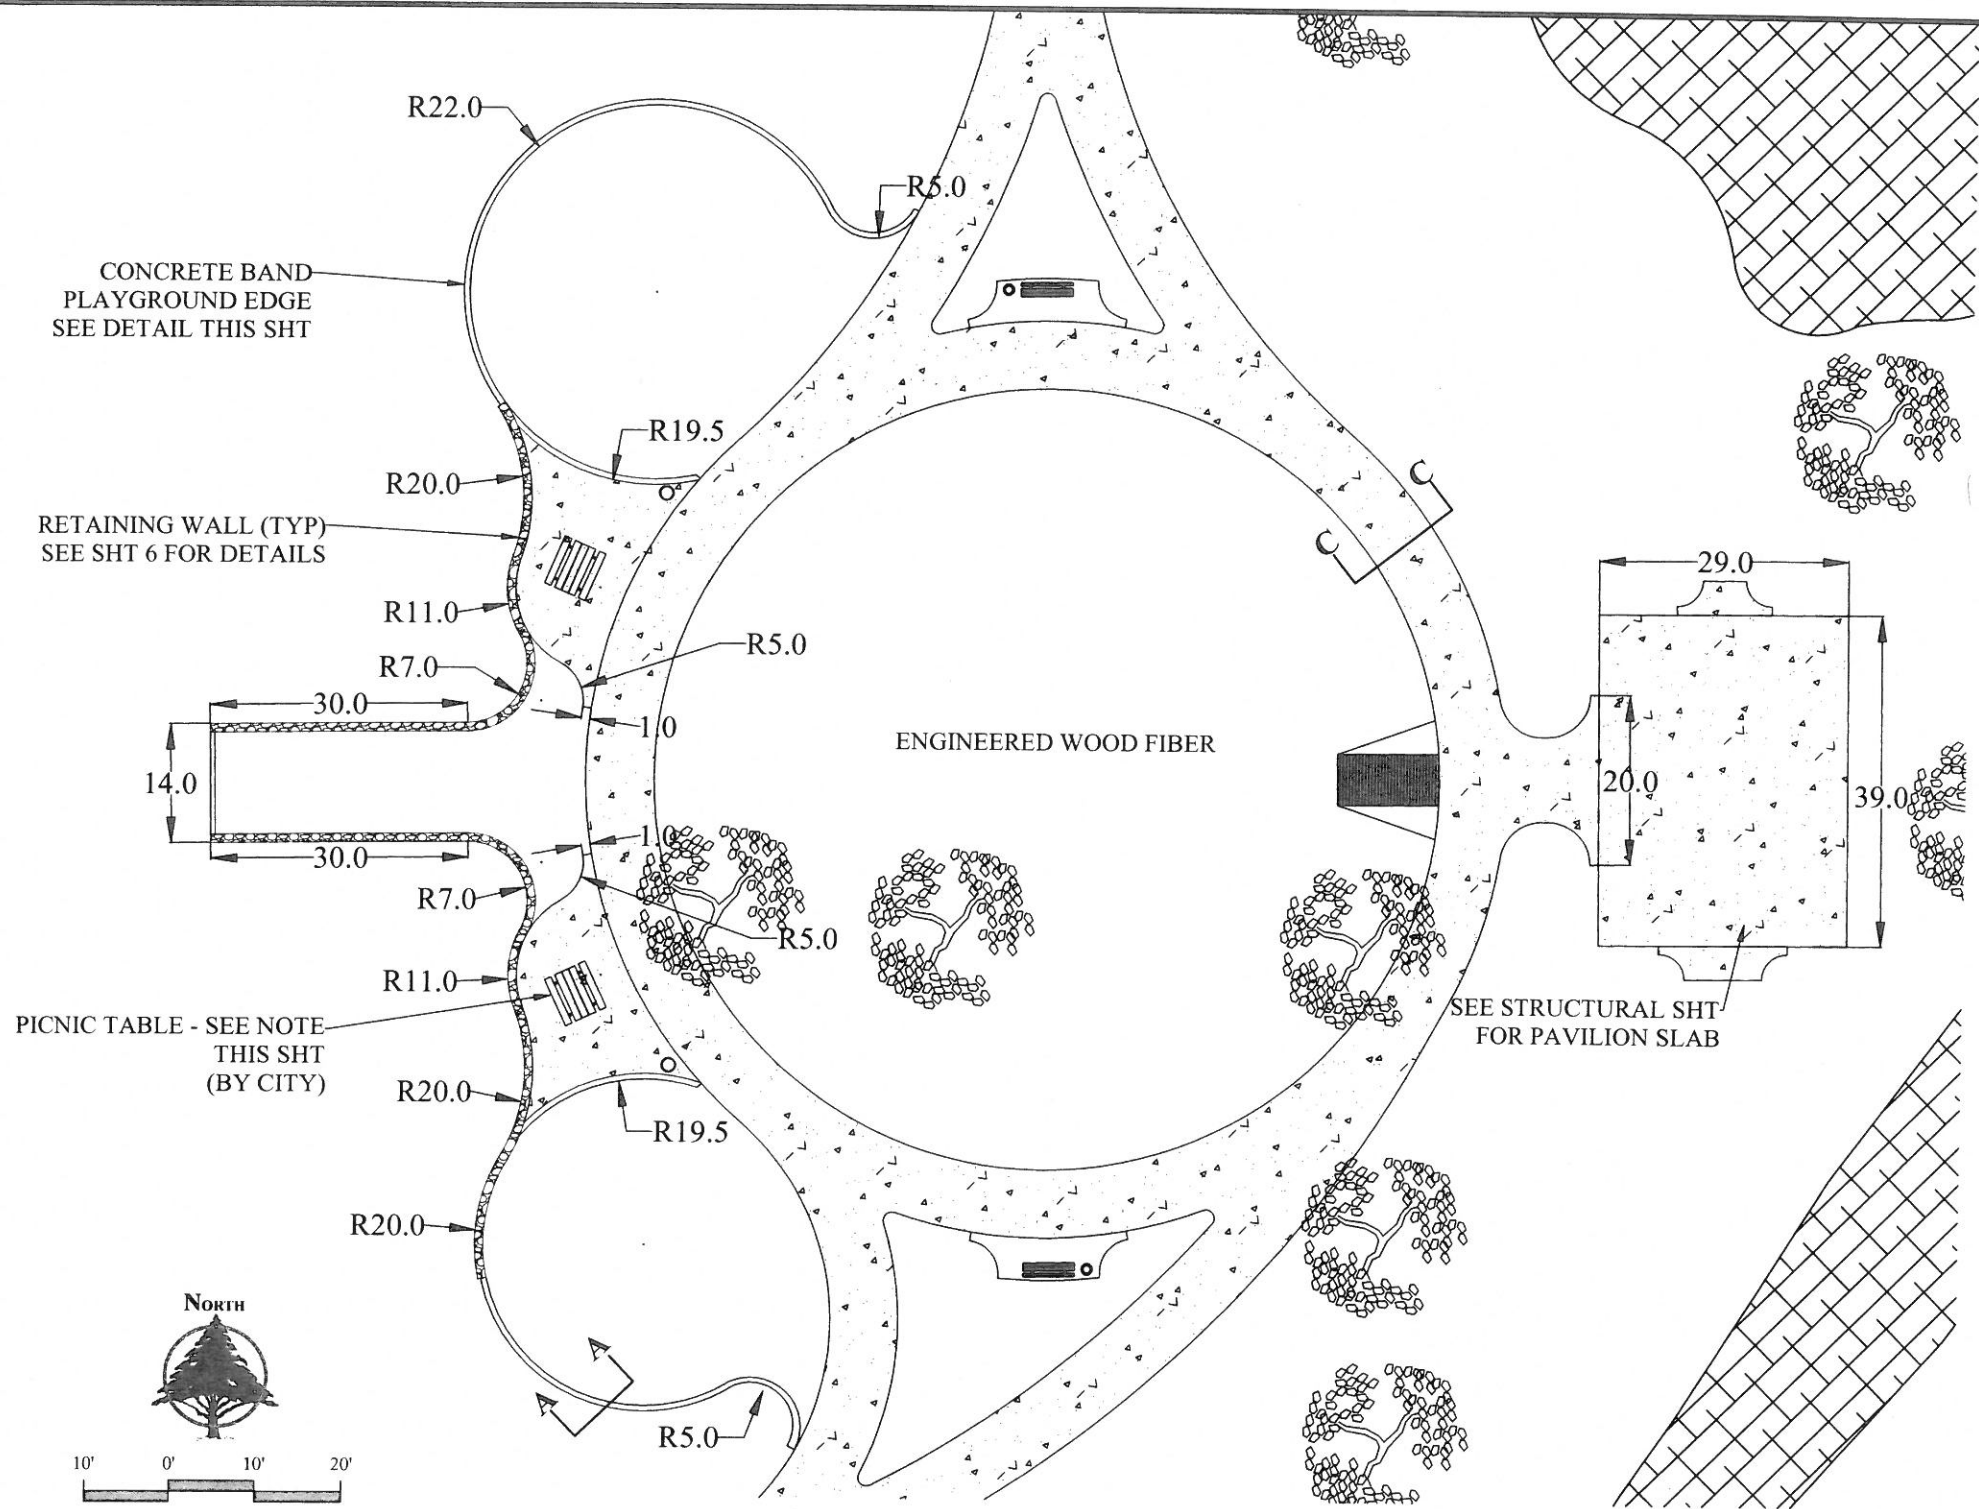 R22.0
R5.0
CONCRETE BAND
PLAYGROUND EDGE
SEE DETAIL THIS SHT
R19.5
R20.0
C
C
RETAINING WALL (TYP)
SEE SHT 6 FOR DETAILS
29.0
R11.0
R5.0
R7.0
30.0
1.0
ENGINEERED WOOD FIBER
14.0
20.0
39.0
1.0
30.0
R7.0
R5.0
R11.0
PICNIC TABLE - SEE NOTE
THIS SHT
(BY CITY)
SEE STRUCTURAL SHT
FOR PAVILION SLAB
R20.0
R19.5
R20.0
NORTH
A
A
R5.0
10' 0' 10' 20'